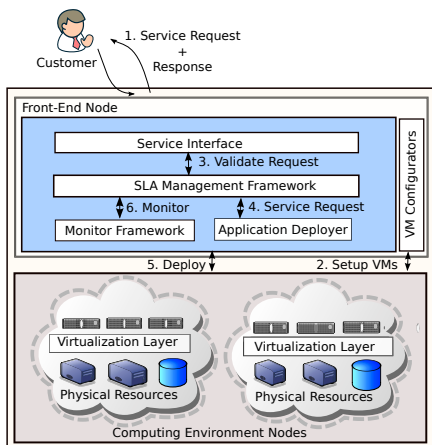 1. Service Request
+
Response
Customer
Front-End Node
Service Interface
3. Validate Request
SLA Management Framework
6. Monitor
4. Service Request
Monitor Framework
Application Deployer
VM Configurators
5. Deploy
2. Setup VMs
Virtualization Layer
Physical Resources
Virtualization Layer
Physical Resources
Computing Environment Nodes